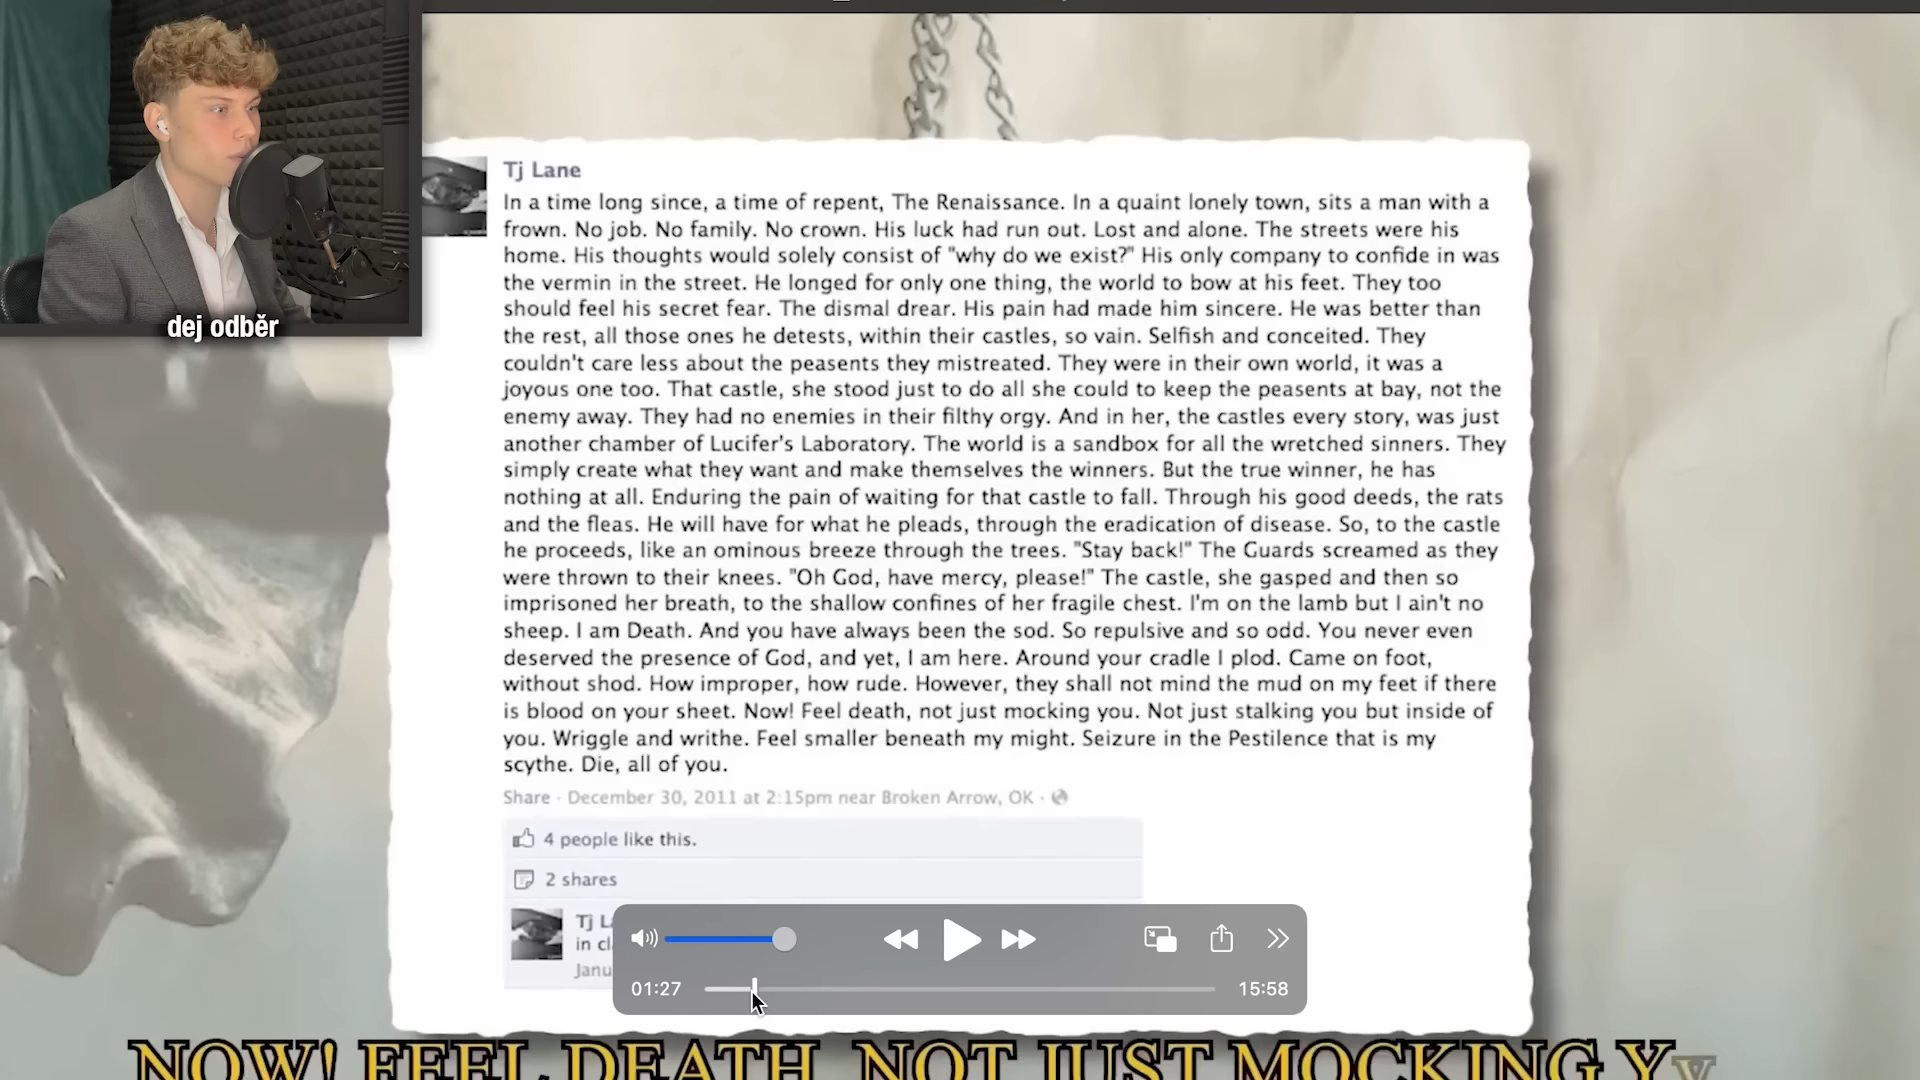 dej odběr
Tj Lane
In a time long since, a time of repent, The Renaissance. In a quaint lonely town, sits a man with a
frown. No job. No family. No crown. His luck had run out. Lost and alone. The streets were his
home. His thoughts would solely consist of "why do we exist?" His only company to confide in was
the vermin in the street. He longed for only one thing, the world to bow at his feet. They too
should feel his secret fear. The dismal drear. His pain had made him sincere. He was better than
the rest, all those ones he detests, within their castles, so vain. Selfish and conceited. They
couldn't care less about the peasents they mistreated. They were in their own world, it was a
joyous one too. That castle, she stood just to do all she could to keep the peasents at bay, not the
enemy away. They had no enemies in their filthy orgy. And in her, the castles every story, was just
another chamber of Lucifer's Laboratory. The world is a sandbox for all the wretched sinners. They
simply create what they want and make themselves the winners. But the true winner, he has
nothing at all. Enduring the pain of waiting for that castle to fall. Through his good deeds, the rats
and the fleas. He will have for what he pleads, through the eradication of disease. So, to the castle
he proceeds, like an ominous breeze through the trees. "Stay back!" The Guards screamed as they
were thrown to their knees. "Oh God, have mercy, please!" The castle, she gasped and then so
imprisoned her breath, to the shallow confines of her fragile chest. I'm on the lamb but I ain't no
sheep. I am Death. And you have always been the sod. So repulsive and so odd. You never even
deserved the presence of God, and yet, I am here. Around your cradle I plod. Came on foot,
without shod. How improper, how rude. However, they shall not mind the mud on my feet if there
is blood on your sheet. Now! Feel death, not just mocking you. Not just stalking you but inside of
you. Wriggle and writhe. Feel smaller beneath my might. Seizure in the Pestilence that is my
scythe. Die, all of you.
Share · December 30, 2011 at 2:15pm near Broken Arrow, OK ·
4 people like this.
2 shares
Tj L
in cl
Janu
01:27
15:58
NOW! FEEL DEATH, NOT JUST MOCKING Y